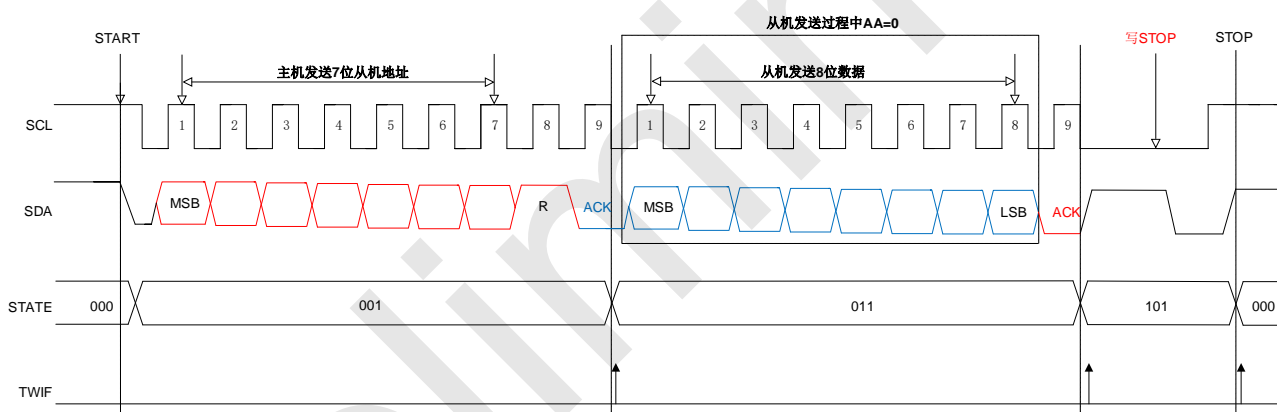 从机发送过程中AA=0
START
写STOP
STOP
主机发送7位从机地址
从机发送8位数据
SCL
1 2 3 4 5 6 7 8 9 1 2 3 4 5 6 7 8 9
SDA
MSB R ACK MSB LSB ACK
STATE 000 001 011 101 000
TWIF